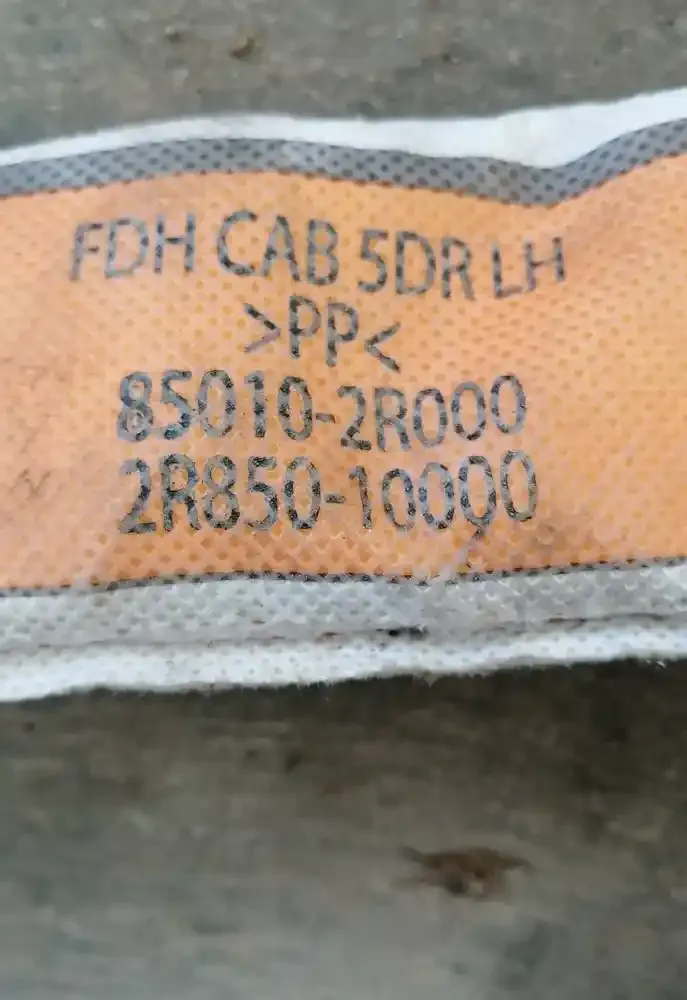 FDH CAB 5DR LH
>PP<
85010-2R000
2R850-10000